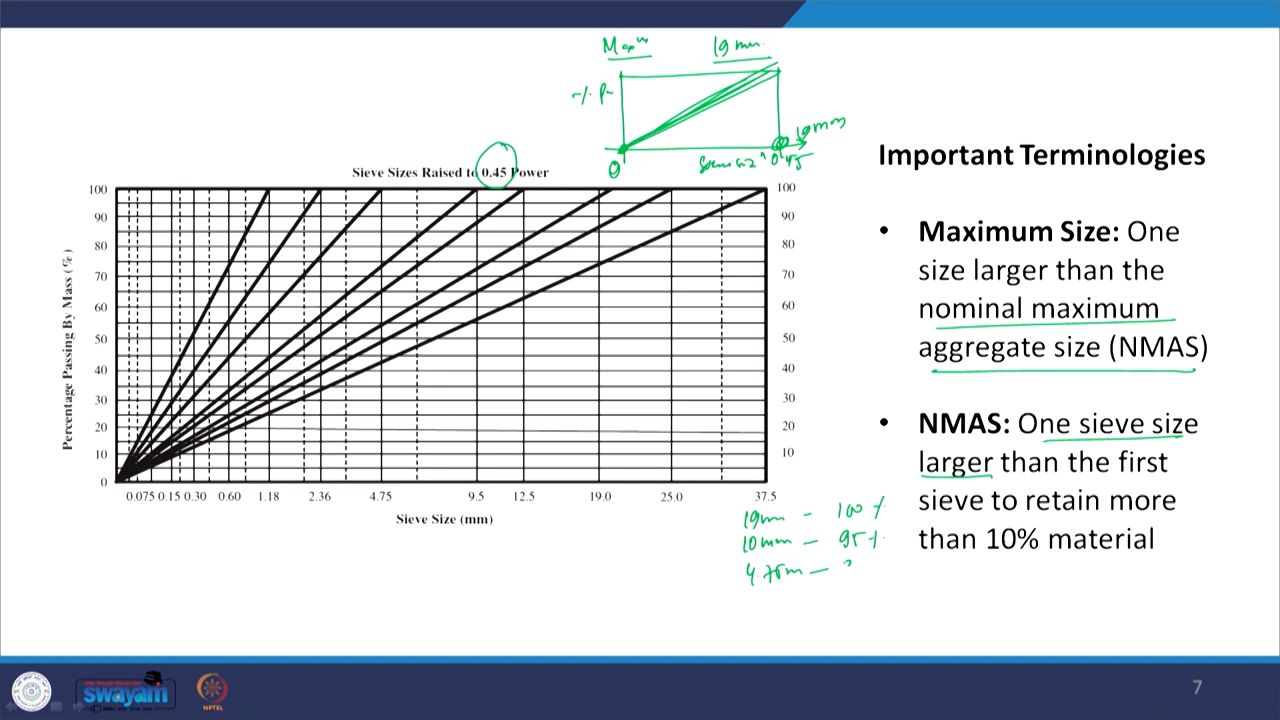 19 mm
0.45
19mm
0
Sieve Sizes Raised to 0.45 Power
Percentage Passing By Mass (%)
100
90
80
70
60
50
40
30
20
10
0
100
90
80
70
60
50
40
30
20
10
0.075 0.15 0.30 0.60 1.18 2.36 4.75 9.5 12.5 19.0 25.0 37.5
Sieve Size (mm)
19mm - 100 %
10mm - 95 %
4.75m -
Important Terminologies
• Maximum Size: One
size larger than the
nominal maximum
aggregate size (NMAS)
• NMAS: One sieve size
larger than the first
sieve to retain more
than 10% material
swayam
NPTEL
7